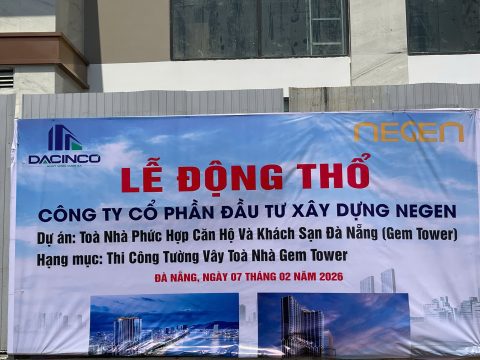 DACINCO
NEGEN
LỄ ĐỘNG THỔ
CÔNG TY CỔ PHẦN ĐẦU TƯ XÂY DỰNG NEGEN
Dự án: Toà Nhà Phức Hợp Căn Hộ Và Khách Sạn Đà Nẵng (Gem Tower)
Hạng mục: Thi Công Tường Vây Toà Nhà Gem Tower
ĐÀ NẴNG, NGÀY 07 THÁNG 02 NĂM 2026